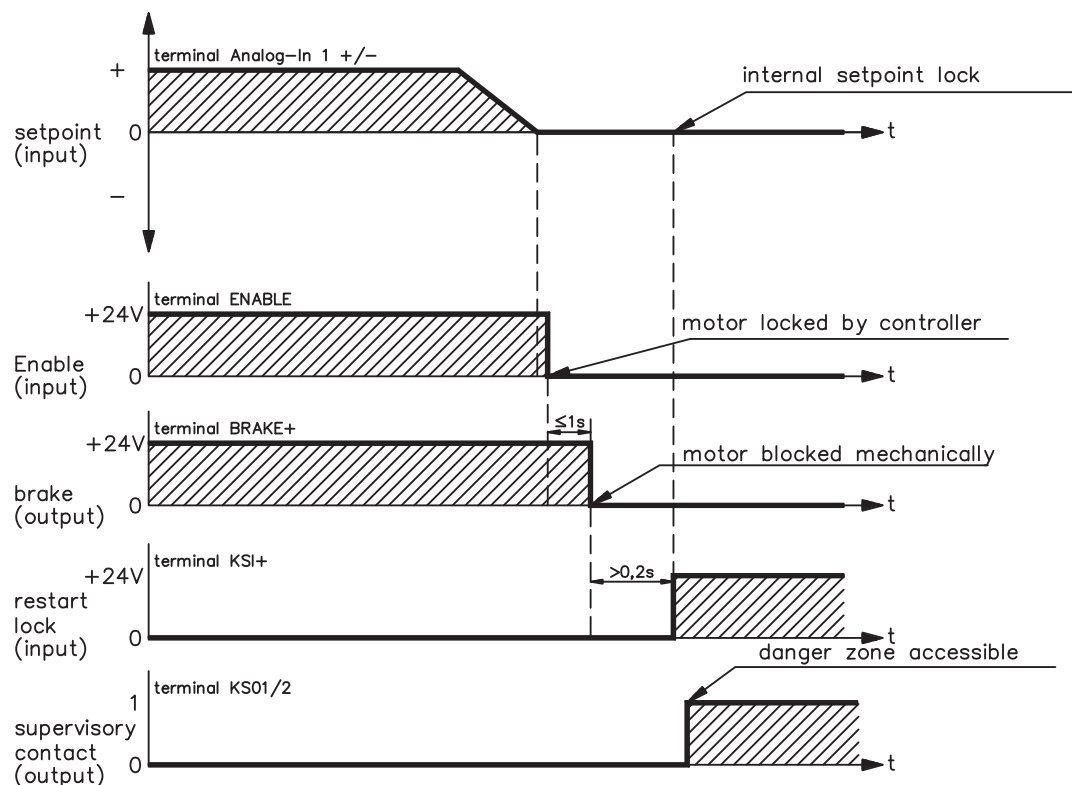 terminal Analog-In 1 +/-
+
internal setpoint lock
setpoint
(input)
0
t
-
terminal ENABLE
+24V
motor locked by controller
Enable
(input)
0
t
terminal BRAKE+
≤1s
+24V
motor blocked mechanically
brake
(output)
0
t
terminal KSI+
+24V
>0,2s
restart
lock
(input)
0
t
danger zone accessible
terminal KS01/2
1
supervisory
contact
(output)
0
t